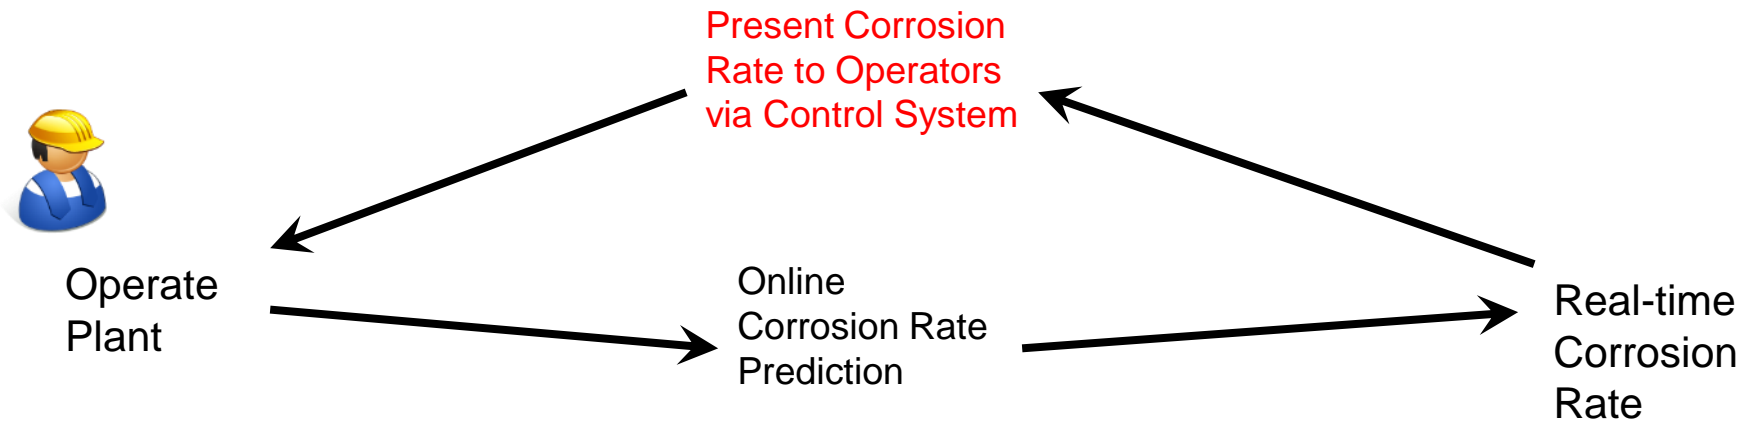 Present Corrosion
Rate to Operators
via Control System
Operate
Plant
Online
Corrosion Rate
Prediction
Real-time
Corrosion
Rate